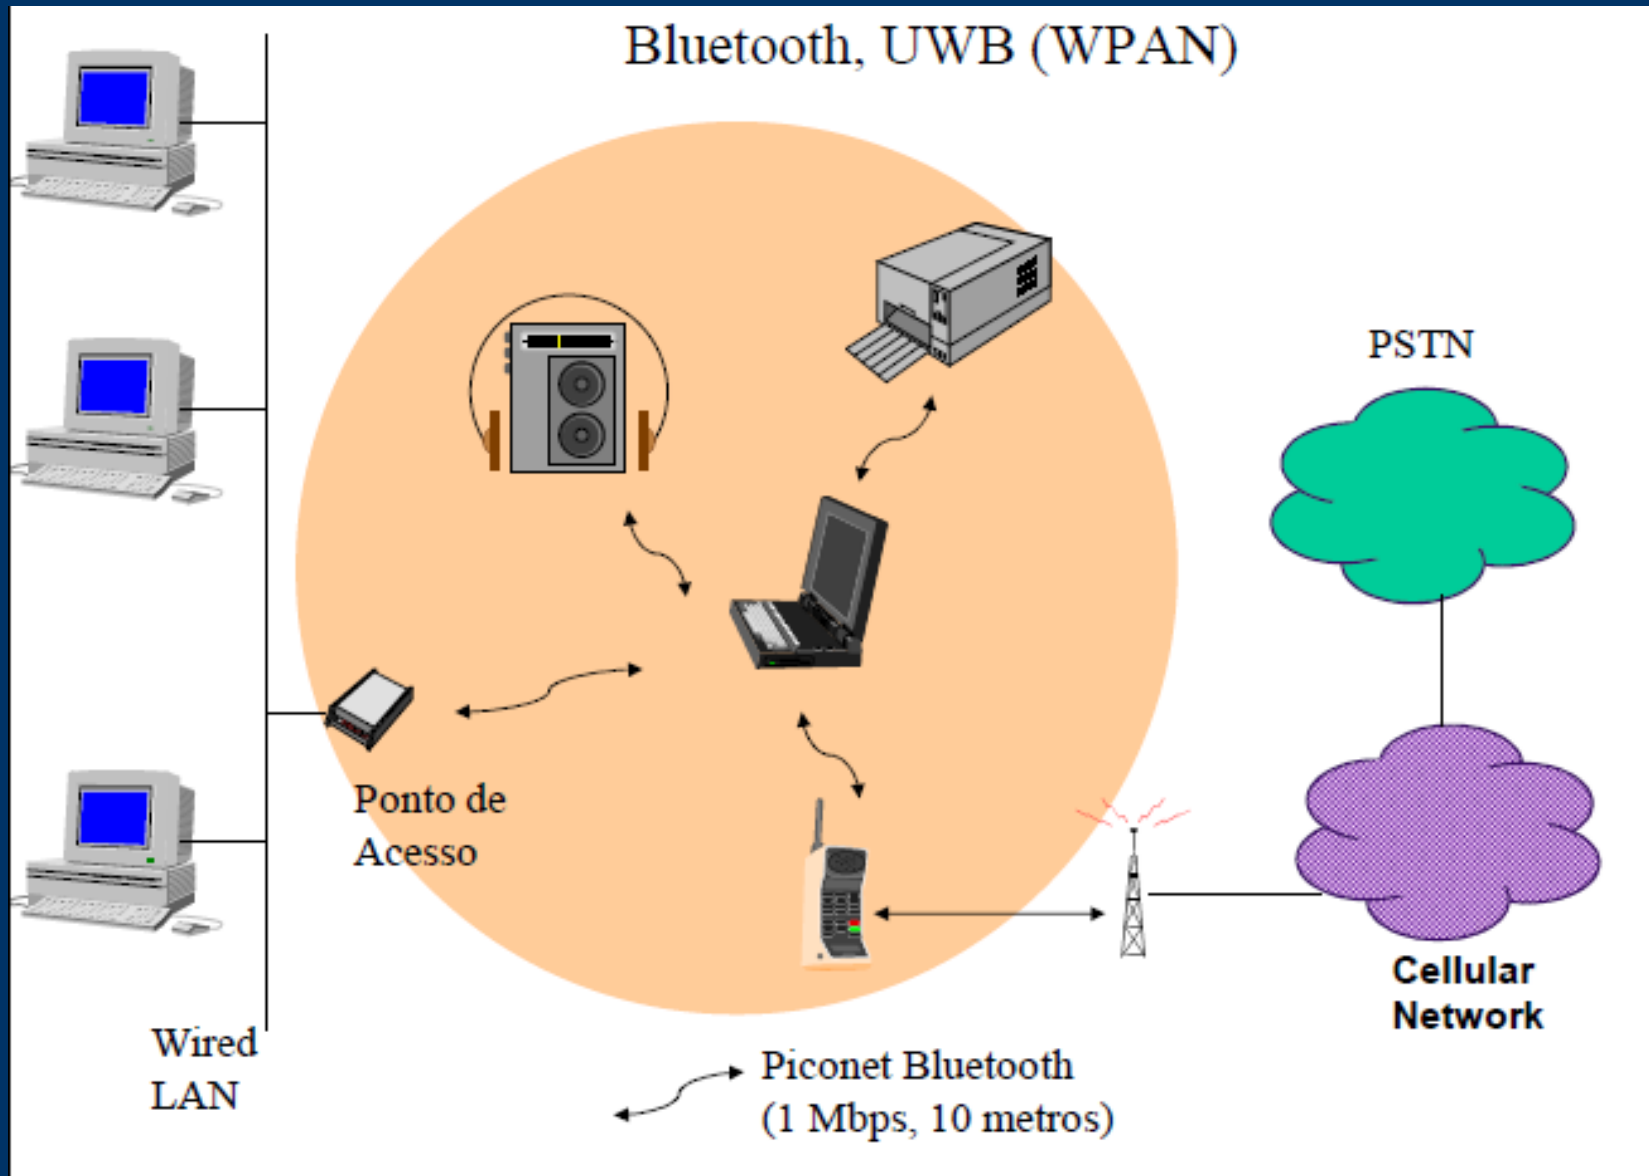 Bluetooth, UWB (WPAN)
PSTN
Ponto de
Acesso
Cellular
Network
Wired
LAN
Piconet Bluetooth
(1 Mbps, 10 metros)